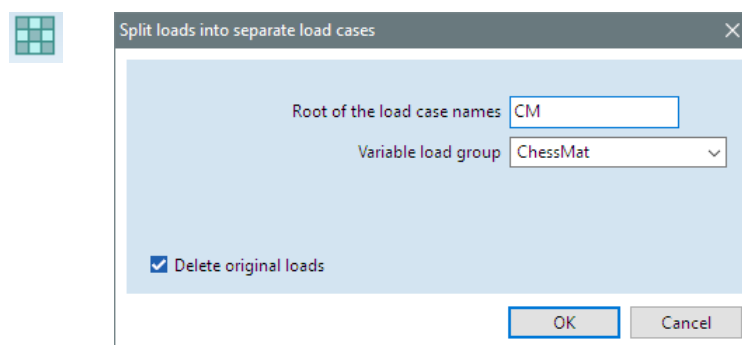 Split loads into separate load cases
Root of the load case names CM
Variable load group ChessMat
Delete original loads
OK Cancel